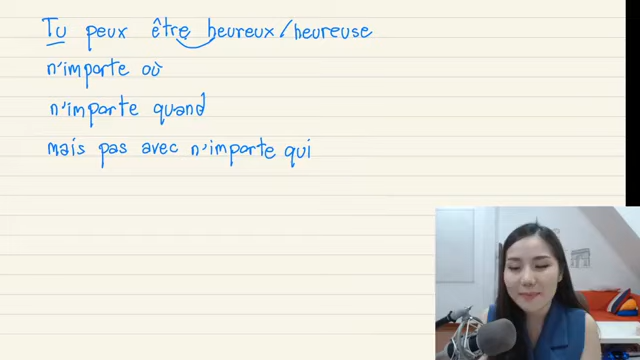 Tu peux être heureux/heureuse
n'importe où
n'importe quand
mais pas avec n'importe qui